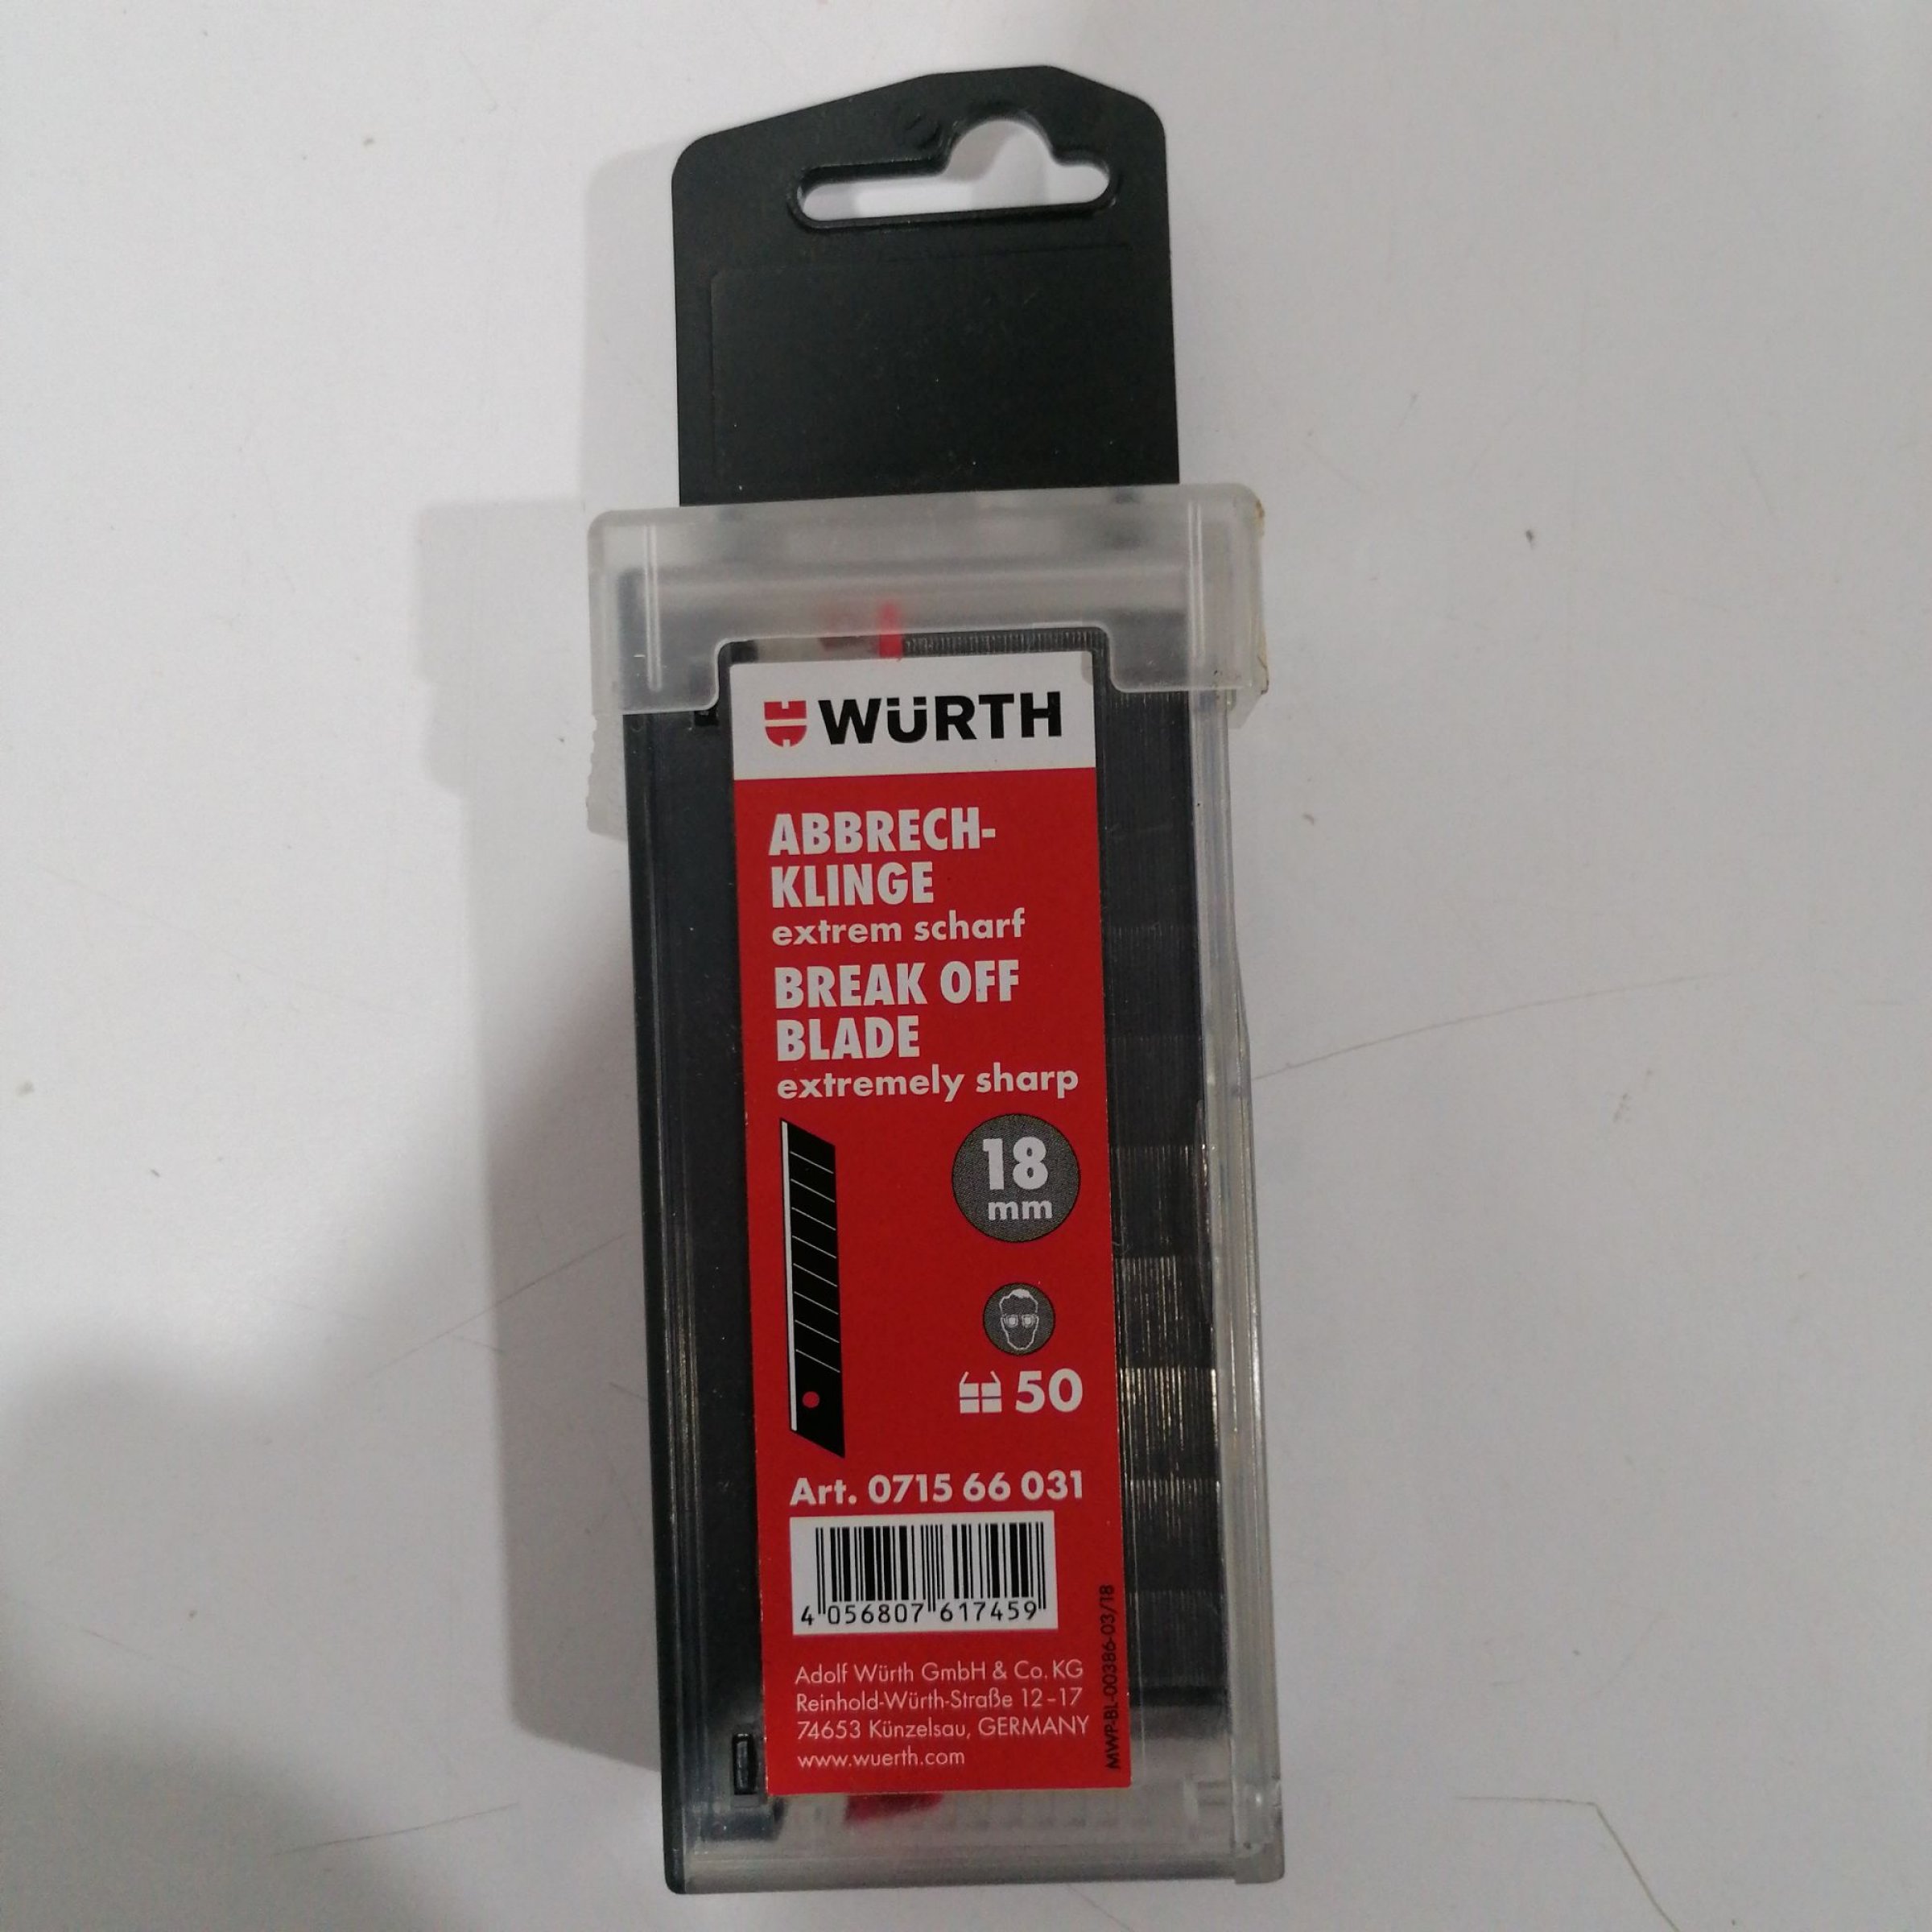 WÜRTH
ABBRECH-
KLINGE
extrem scharf
BREAK OFF
BLADE
extremely sharp
18
mm
50
Art. 0715 66 031
4 056807 617459
Adolf Würth GmbH & Co. KG
Reinhold-Würth-Straße 12-17
74653 Künzelsau, GERMANY
www.wuerth.com
MWP-BL-00386-03/18